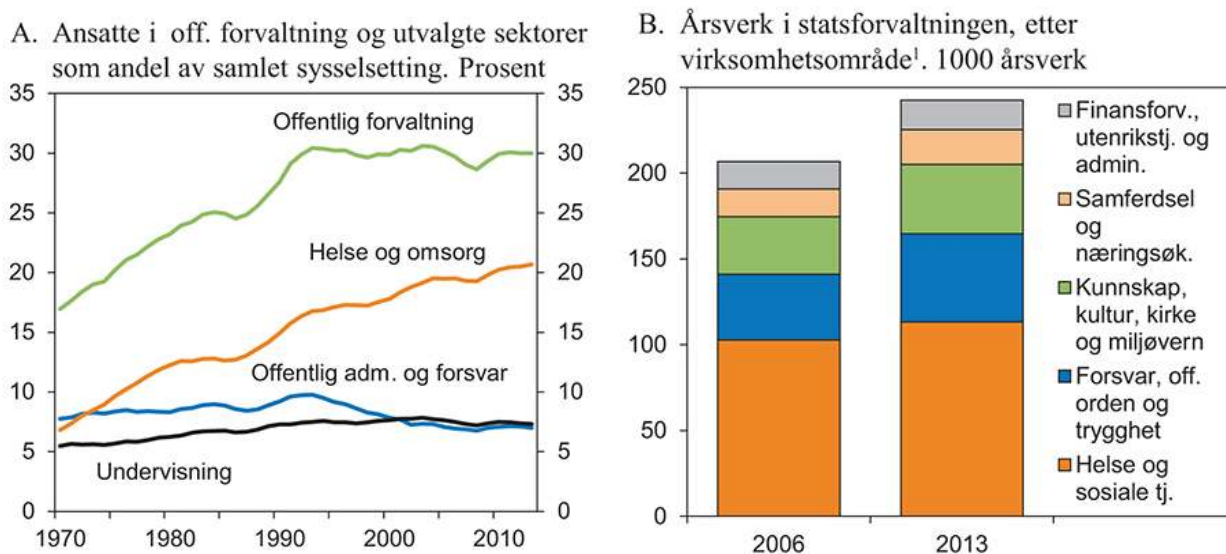 A. Ansatte i off. forvaltning og utvalgte sektorer
som andel av samlet sysselsetting. Prosent
35
35
30
30
25
25
20
20
15
15
10
10
5
5
0
0
Offentlig forvaltning
Helse og omsorg
Offentlig adm. og forsvar
Undervisning
1970
1980
1990
2000
2010
B. Årsverk i statsforvaltningen, etter
virksomhetsområde¹. 1000 årsverk
250
200
150
100
50
0
2006
2013
Finansforv.,
utenrikstj. og
admin.
Samferdsel
og
næringsøk.
Kunnskap,
kultur, kirke
og miljøvern
Forsvar, off.
orden og
trygghet
Helse og
sosiale tj.